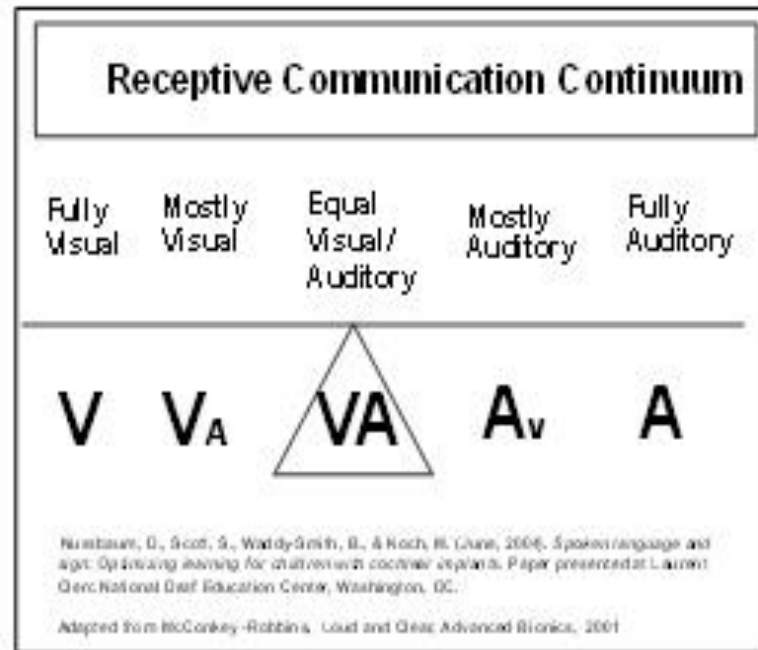 Receptive Communication Continuum
Fully Visual
Mostly Visual
Equal Visual/ Auditory
Mostly Auditory
Fully Auditory
V VA VA Av A
Nussbaum, D., Scott, S., Waddy-Smith, B., & Koch, M. (June, 2004). Spoken language and
sign: Optimizing learning for children with cochlear implants. Paper presented at Laurent
Clerc National Deaf Education Center, Washington, DC.
Adapted from McConkey-Robbins, Loud and Clear, Advanced Bionics, 2001